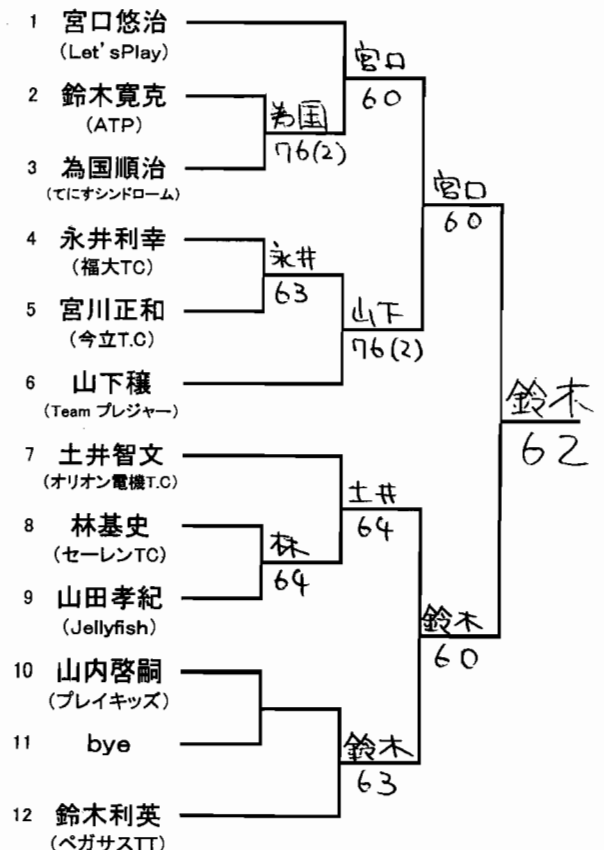 1 宮口悠治
(Let'sPlay)
宮口
60
2 鈴木寛克
(ATP)
為国
76(2)
3 為国順治
(てにすシンドローム)
宮口
60
4 永井利幸
(福大TC)
永井
63
5 宮川正和
(今立T.C)
山下
76(2)
6 山下穣
(Team プレジャー)
鈴木
62
7 土井智文
(オリオン電機T.C)
土井
64
8 林基史
(セーレンTC)
林
64
9 山田孝紀
(Jellyfish)
鈴木
60
10 山内啓嗣
(プレイキッズ)
11 bye
鈴木
63
12 鈴木利英
(ペガサスTT)